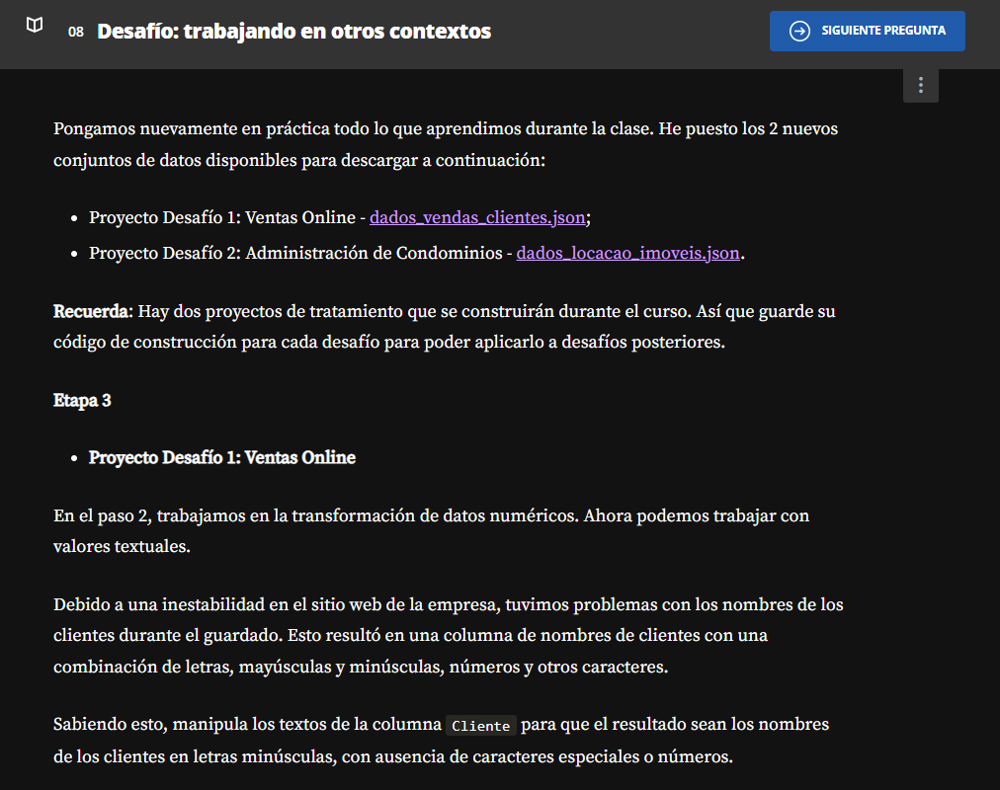 08 Desafío: trabajando en otros contextos
SIGUIENTE PREGUNTA
Pongamos nuevamente en práctica todo lo que aprendimos durante la clase. He puesto los 2 nuevos
conjuntos de datos disponibles para descargar a continuación:
• Proyecto Desafío 1: Ventas Online - dados_vendas_clientes.json;
• Proyecto Desafío 2: Administración de Condominios - dados_locacao_imoveis.json.
Recuerda: Hay dos proyectos de tratamiento que se construirán durante el curso. Así que guarde su
código de construcción para cada desafío para poder aplicarlo a desafíos posteriores.
Etapa 3
• Proyecto Desafío 1: Ventas Online
En el paso 2, trabajamos en la transformación de datos numéricos. Ahora podemos trabajar con
valores textuales.
Debido a una inestabilidad en el sitio web de la empresa, tuvimos problemas con los nombres de los
clientes durante el guardado. Esto resultó en una columna de nombres de clientes con una
combinación de letras, mayúsculas y minúsculas, números y otros caracteres.
Sabiendo esto, manipula los textos de la columna Cliente para que el resultado sean los nombres
de los clientes en letras minúsculas, con ausencia de caracteres especiales o números.